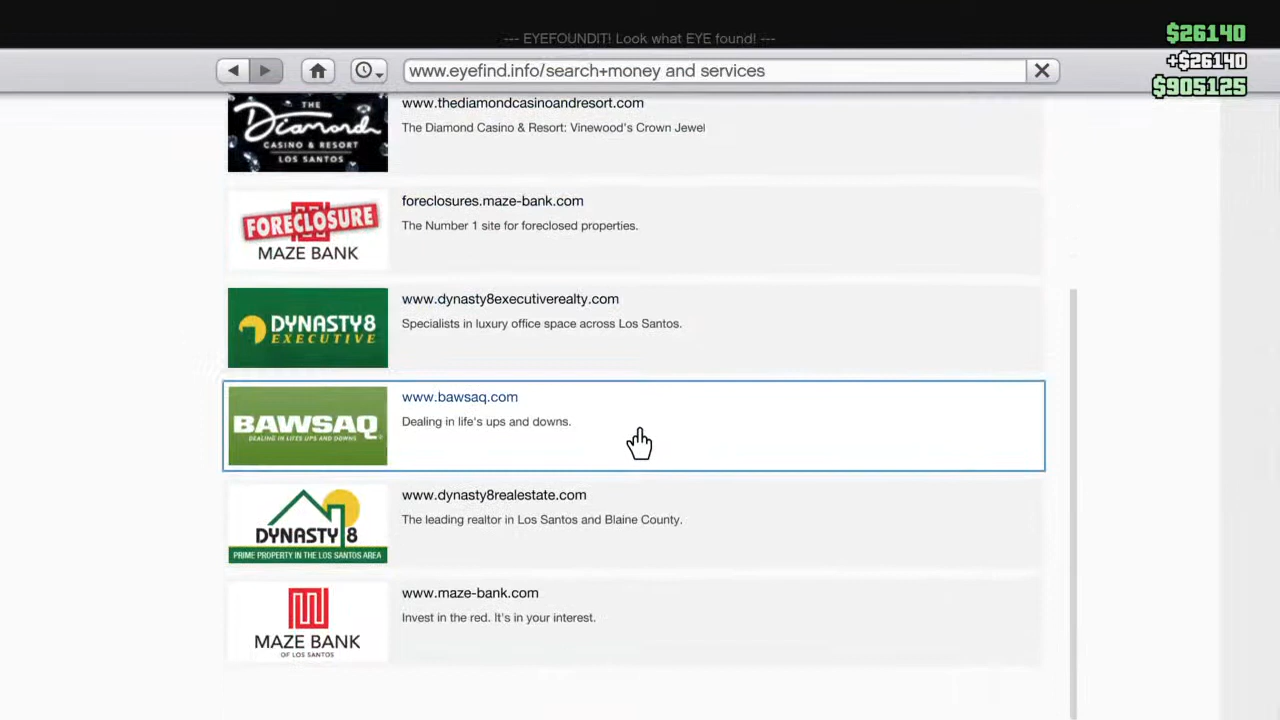 --- EYEFOUNDIT! Look what EYE found! ---
$26140
+$26140
$905125
www.eyefind.info/search+money and services
THE
Diamond
CASINO & RESORT
LOS SANTOS
www.thediamondcasinoandresort.com
The Diamond Casino & Resort: Vinewood's Crown Jewel
FORECLOSURE
MAZE BANK
foreclosures.maze-bank.com
The Number 1 site for foreclosed properties.
DYNASTY8
EXECUTIVE
www.dynasty8executiverealty.com
Specialists in luxury office space across Los Santos.
BAWSAQ
DEALING IN LIFE'S UPS AND DOWNS
www.bawsaq.com
Dealing in life's ups and downs.
DYNASTY 8
PRIME PROPERTY IN THE LOS SANTOS AREA
www.dynasty8realestate.com
The leading realtor in Los Santos and Blaine County.
MAZE BANK
OF LOS SANTOS
www.maze-bank.com
Invest in the red. It's in your interest.